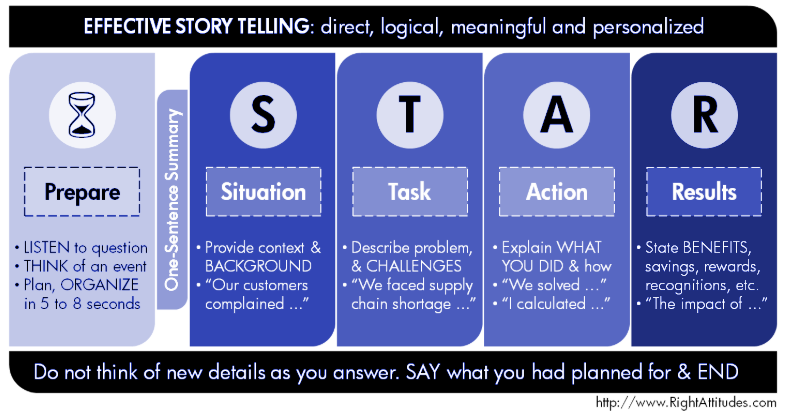 EFFECTIVE STORY TELLING: direct, logical, meaningful and personalized
Prepare
• LISTEN to question
• THINK of an event
• Plan, ORGANIZE
in 5 to 8 seconds
One-Sentence Summary
S
Situation
• Provide context &
BACKGROUND
• “Our customers
complained ...”
T
Task
• Describe problem,
& CHALLENGES
• “We faced supply
chain shortage ...”
A
Action
• Explain WHAT
YOU DID & how
• “We solved ...”
• “I calculated ...”
R
Results
• State BENEFITS,
savings, rewards,
recognitions, etc.
• “The impact of ...”
Do not think of new details as you answer. SAY what you had planned for & END
http://www.RightAttitudes.com